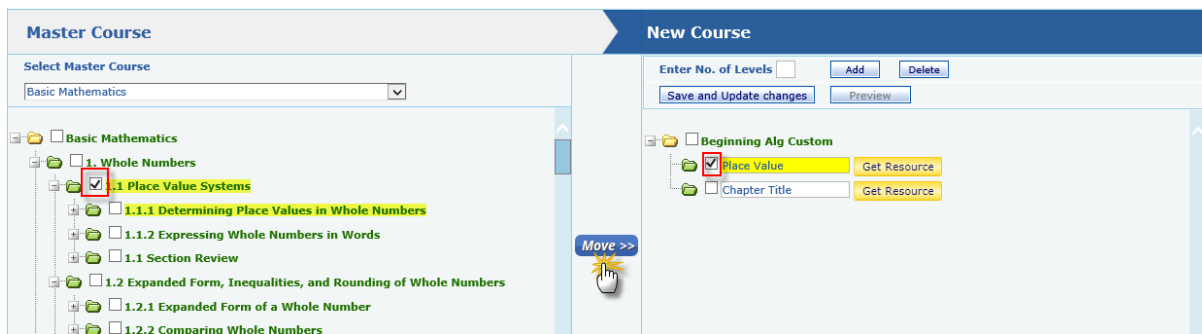 Master Course
Select Master Course
Basic Mathematics
Basic Mathematics
1. Whole Numbers
1.1 Place Value Systems
1.1.1 Determining Place Values in Whole Numbers
1.1.2 Expressing Whole Numbers in Words
1.1 Section Review
1.2 Expanded Form, Inequalities, and Rounding of Whole Numbers
1.2.1 Expanded Form of a Whole Number
1.2.2 Comparing Whole Numbers
Move >>
New Course
Enter No. of Levels Add Delete
Save and Update changes Preview
Beginning Alg Custom
Place Value Get Resource
Chapter Title Get Resource